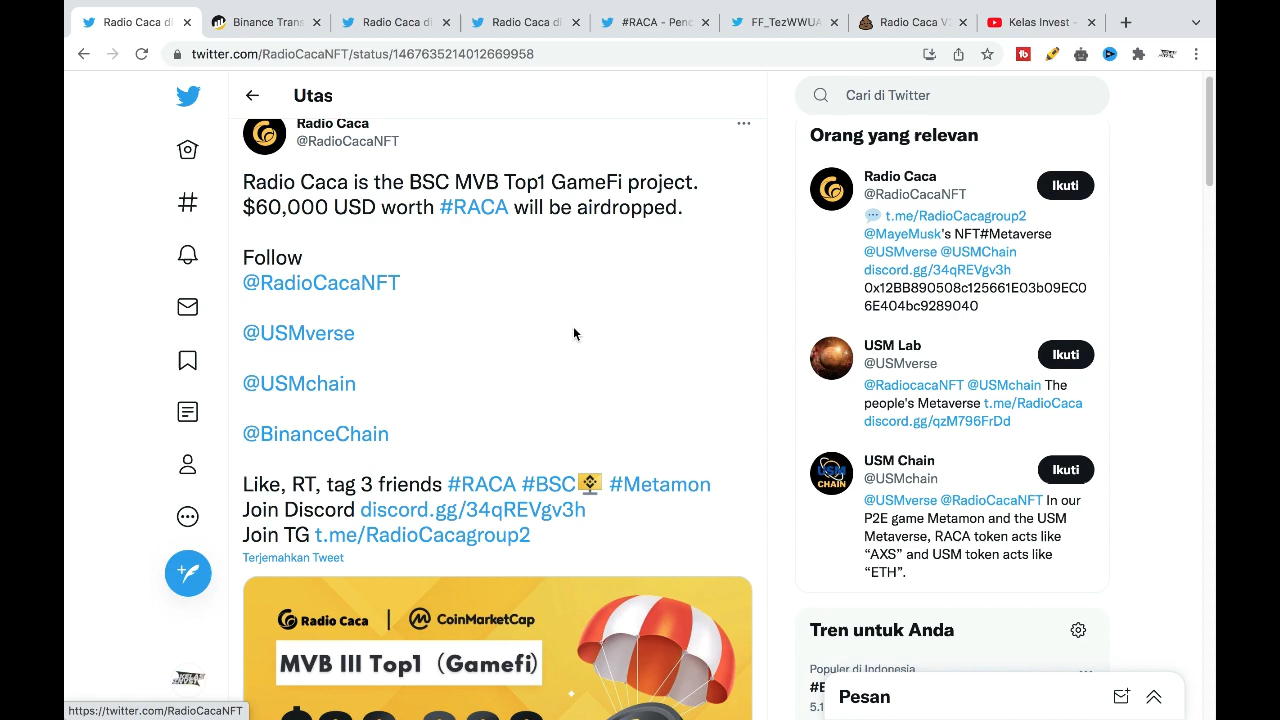 Radio Caca di
Binance Trans
Radio Caca di
Radio Caca di
#RACA - Penc
FF_TezWWUA
Radio Caca V
Kelas Invest -
twitter.com/RadioCacaNFT/status/1467635214012669958
Utas
Cari di Twitter
Radio Caca
@RadioCacaNFT
Radio Caca is the BSC MVB Top1 GameFi project.
$60,000 USD worth #RACA will be airdropped.
Follow
@RadioCacaNFT
@USMverse
@USMchain
@BinanceChain
Like, RT, tag 3 friends #RACA #BSC #Metamon
Join Discord discord.gg/34qREVgv3h
Join TG t.me/RadioCacagroup2
Terjemahkan Tweet
Radio Caca | CoinMarketCap
MVB III Top1（Gamefi）
Orang yang relevan
Radio Caca
@RadioCacaNFT
Ikuti
t.me/RadioCacagroup2
@MayeMusk's NFT#Metaverse
@USMverse @USMChain
discord.gg/34qREVgv3h
0x12BB890508c125661E03b09EC0
6E404bc9289040
USM Lab
@USMverse
Ikuti
@RadiocacaNFT @USMchain The
people's Metaverse t.me/RadioCaca
discord.gg/qzM796FrDd
USM Chain
@USMchain
Ikuti
@USMverse @RadioCacaNFT In our
P2E game Metamon and the USM
Metaverse, RACA token acts like
“AXS” and USM token acts like
“ETH”.
Tren untuk Anda
Populer di Indonesia
Pesan
https://twitter.com/RadioCacaNFT